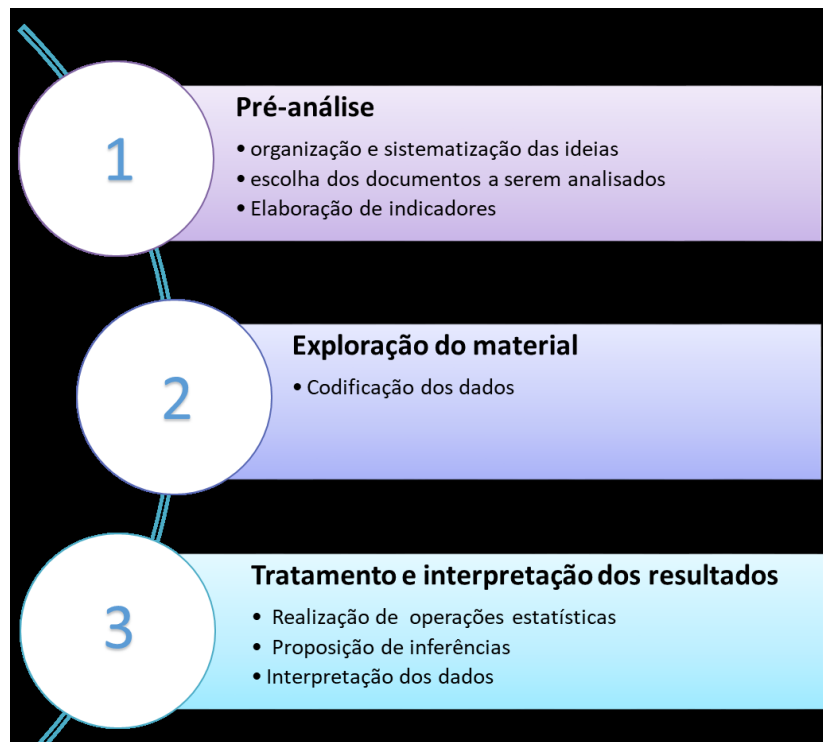 1
Pré-análise
• organização e sistematização das ideias
• escolha dos documentos a serem analisados
• Elaboração de indicadores
2
Exploração do material
• Codificação dos dados
3
Tratamento e interpretação dos resultados
• Realização de operações estatísticas
• Proposição de inferências
• Interpretação dos dados